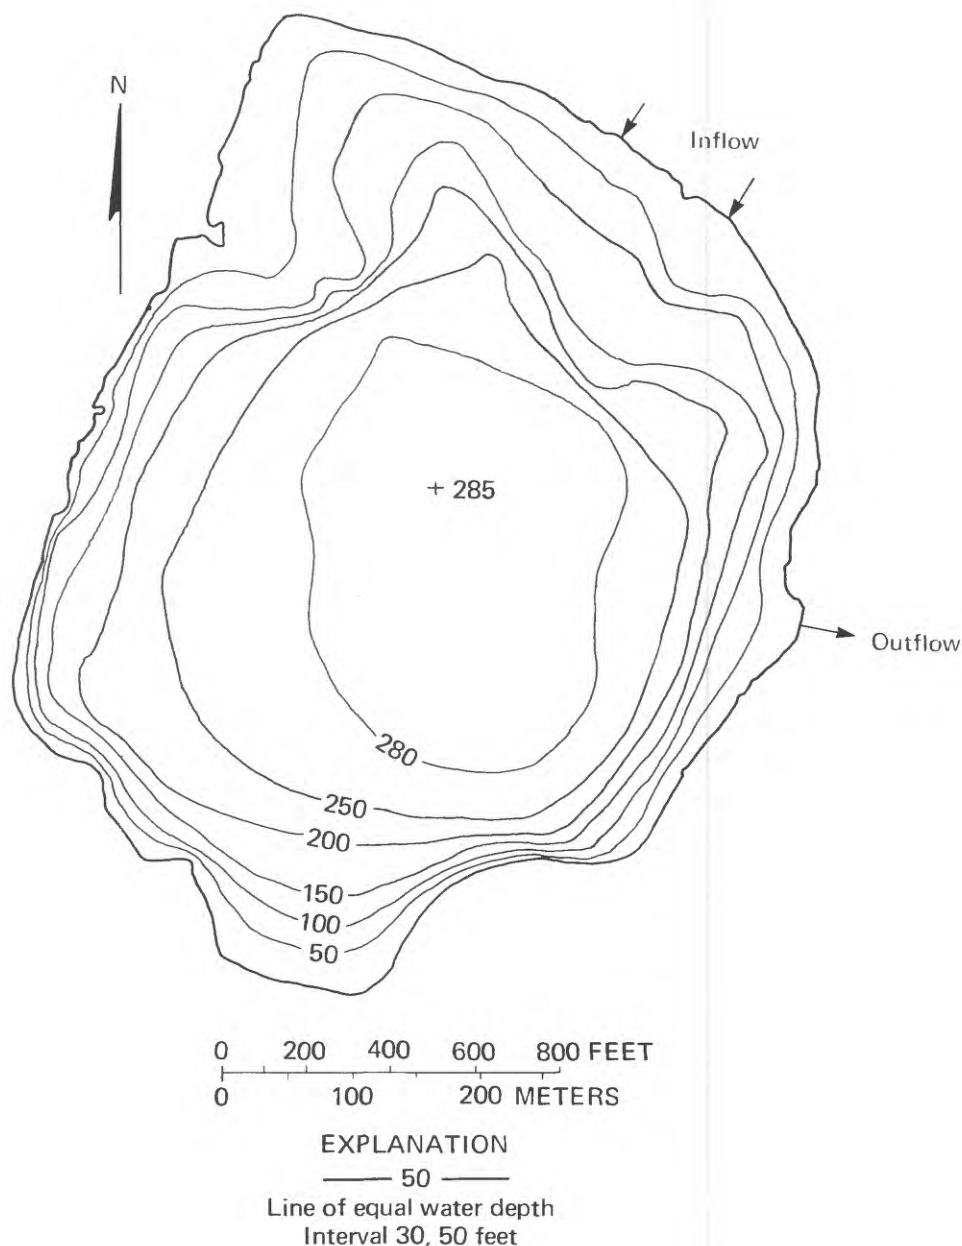 N
Inflow
+ 285
Outflow
280
250
200
150
100
50
0 200 400 600 800 FEET
0 100 200 METERS
EXPLANATION
50
Line of equal water depth
Interval 30, 50 feet